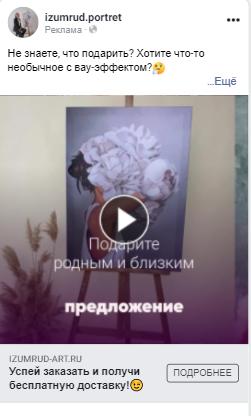 izumrud.portret
Реклама ·
Не знаете, что подарить? Хотите что-то
необычное с вау-эффектом?🤔
...Ещё
Подарите
родным и близким
предложение
IZUMRUD-ART.RU
Успей заказать и получи
бесплатную доставку!😉
ПОДРОБНЕЕ